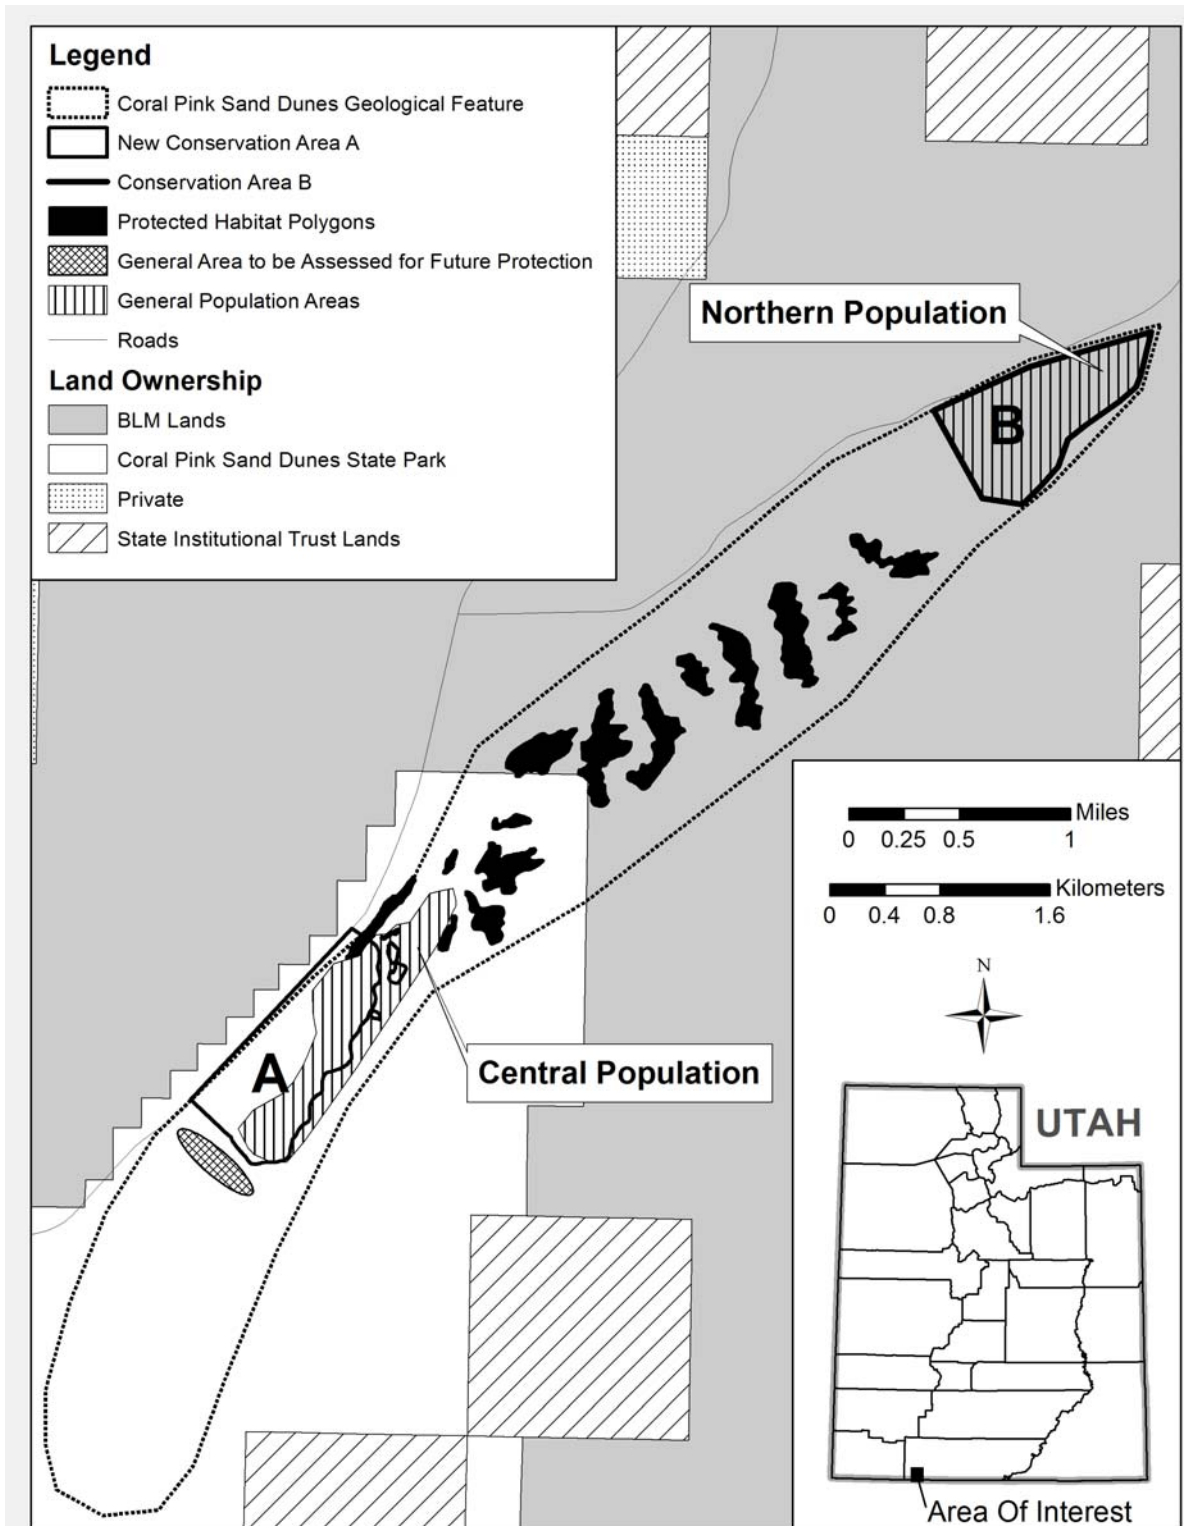 Legend
Coral Pink Sand Dunes Geological Feature
New Conservation Area A
Conservation Area B
Protected Habitat Polygons
General Area to be Assessed for Future Protection
General Population Areas
Roads
Land Ownership
BLM Lands
Coral Pink Sand Dunes State Park
Private
State Institutional Trust Lands
Northern Population
B
A
Central Population
Miles
0 0.25 0.5 1
Kilometers
0 0.4 0.8 1.6
N
UTAH
Area Of Interest